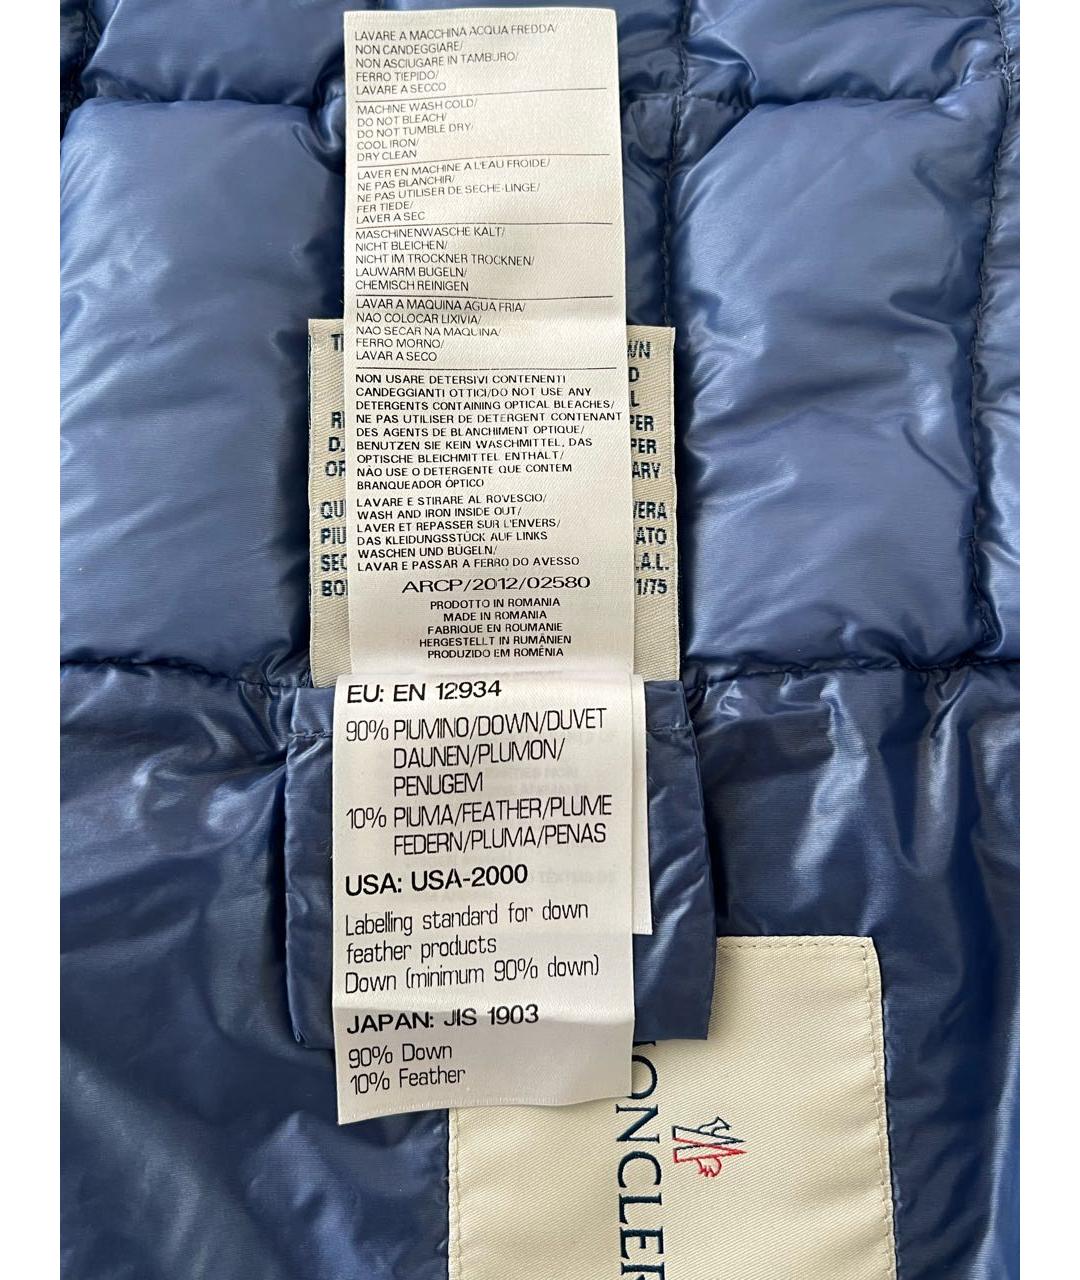 LAVARE A MACCHINA ACQUA FREDDA/
NON CANDEGGIARE/
NON ASCIUGARE IN TAMBURO/
FERRO TIEPIDO/
LAVARE A SECCO
MACHINE WASH COLD/
DO NOT BLEACH/
DO NOT TUMBLE DRY/
COOL IRON/
DRY CLEAN
LAVER EN MACHINE A L'EAU FROIDE/
NE PAS BLANCHIR/
NE PAS UTILISER DE SECHE-LINGE/
FER TIEDE/
LAVER A SEC
MASCHINENWASCHE KALT/
NICHT BLEICHEN/
NICHT IM TROCKNER TROCKNEN/
LAUWARM BUGELN/
CHEMISCH REINIGEN
LAVAR A MAQUINA AGUA FRIA/
NAO COLOCAR LIXIVIA/
NAO SECAR NA MAQUINA/
FERRO MORNO/
LAVAR A SECO
NON USARE DETERSIVI CONTENENTI
CANDEGGIANTI OTTICI/DO NOT USE ANY
DETERGENTS CONTAINING OPTICAL BLEACHES/
NE PAS UTILISER DE DETERGENT CONTENANT
DES AGENTS DE BLANCHIMENT OPTIQUE/
BENUTZEN SIE KEIN WASCHMITTEL, DAS
OPTISCHE BLEICHMITTEL ENTHALT/
NÃO USE O DETERGENTE QUE CONTEM
BRANQUEADOR ÓPTICO
LAVARE E STIRARE AL ROVESCIO/
WASH AND IRON INSIDE OUT/
LAVER ET REPASSER SUR L'ENVERS/
DAS KLEIDUNGSSTÜCK AUF LINKS
WASCHEN UND BÜGELN/
LAVAR E PASSAR A FERRO DO AVESSO
ARCP/2012/02580
PRODOTTO IN ROMANIA
MADE IN ROMANIA
FABRIQUE EN ROUMANIE
HERGESTELLT IN RUMÄNIEN
PRODUZIDO EM ROMÊNIA
EU: EN 12934
90% PIUMINO/DOWN/DUVET
DAUNEN/PLUMON/
PENUGEM
10% PIUMA/FEATHER/PLUME
FEDERN/PLUMA/PENAS
USA: USA-2000
Labelling standard for down
feather products
Down (minimum 90% down)
JAPAN: JIS 1903
90% Down
10% Feather
MONCLER